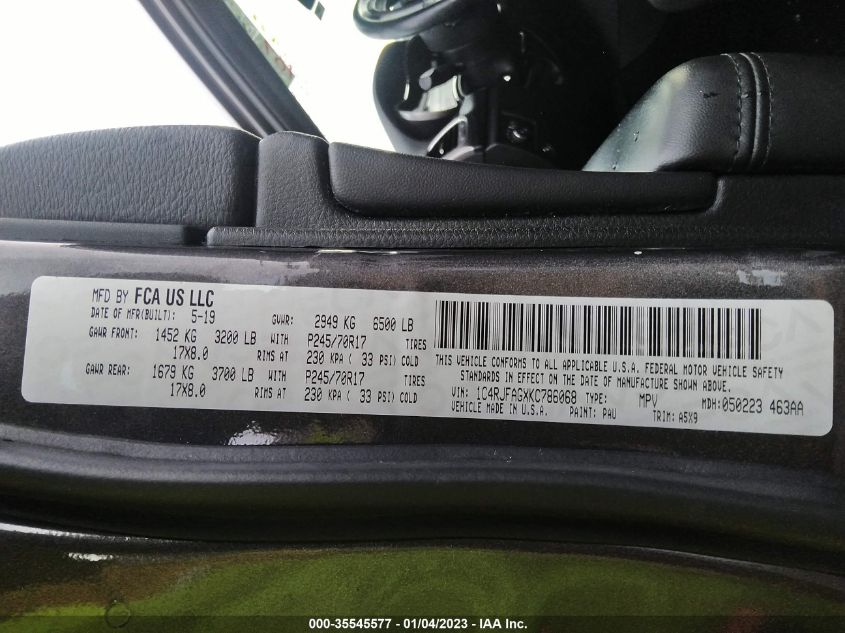 MFD BY FCA US LLC
DATE OF MFR(BUILT): 5-19 GVWR: 2949 KG 6500 LB
GAWR FRONT: 1452 KG 3200 LB WITH P245/70R17 TIRES
17X8.0 RIMS AT 230 KPA ( 33 PSI) COLD
GAWR REAR: 1679 KG 3700 LB WITH P245/70R17 TIRES
17X8.0 RIMS AT 230 KPA ( 33 PSI) COLD
THIS VEHICLE CONFORMS TO ALL APPLICABLE U.S.A. FEDERAL MOTOR VEHICLE SAFETY
STANDARDS IN EFFECT ON THE DATE OF MANUFACTURE SHOWN ABOVE.
VIN: 1C4RJFAGXKC786068 TYPE: MPV MDH:050223 463AA
VEHICLE MADE IN U.S.A. PAINT: PAU TRIM: A5X9
000-35545577 - 01/04/2023 - IAA Inc.